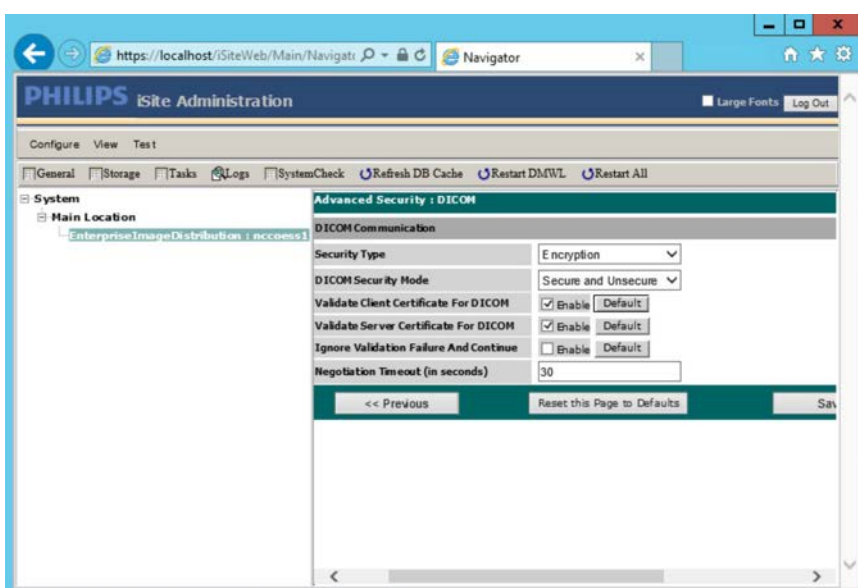 https://localhost/iSiteWeb/Main/Navigat Navigator
PHILIPS iSite Administration Large Fonts Log Out
Configure View Test
General Storage Tasks Logs SystemCheck Refresh DB Cache Restart DMWL Restart All
System
Main Location
EnterpriseImageDistribution : nccoess1
Advanced Security : DICOM
DICOM Communication
Security Type Encryption
DICOM Security Mode Secure and Unsecure
Validate Client Certificate For DICOM Enable Default
Validate Server Certificate For DICOM Enable Default
Ignore Validation Failure And Continue Enable Default
Negotiation Timeout (in seconds) 30
<< Previous Reset this Page to Defaults Sav